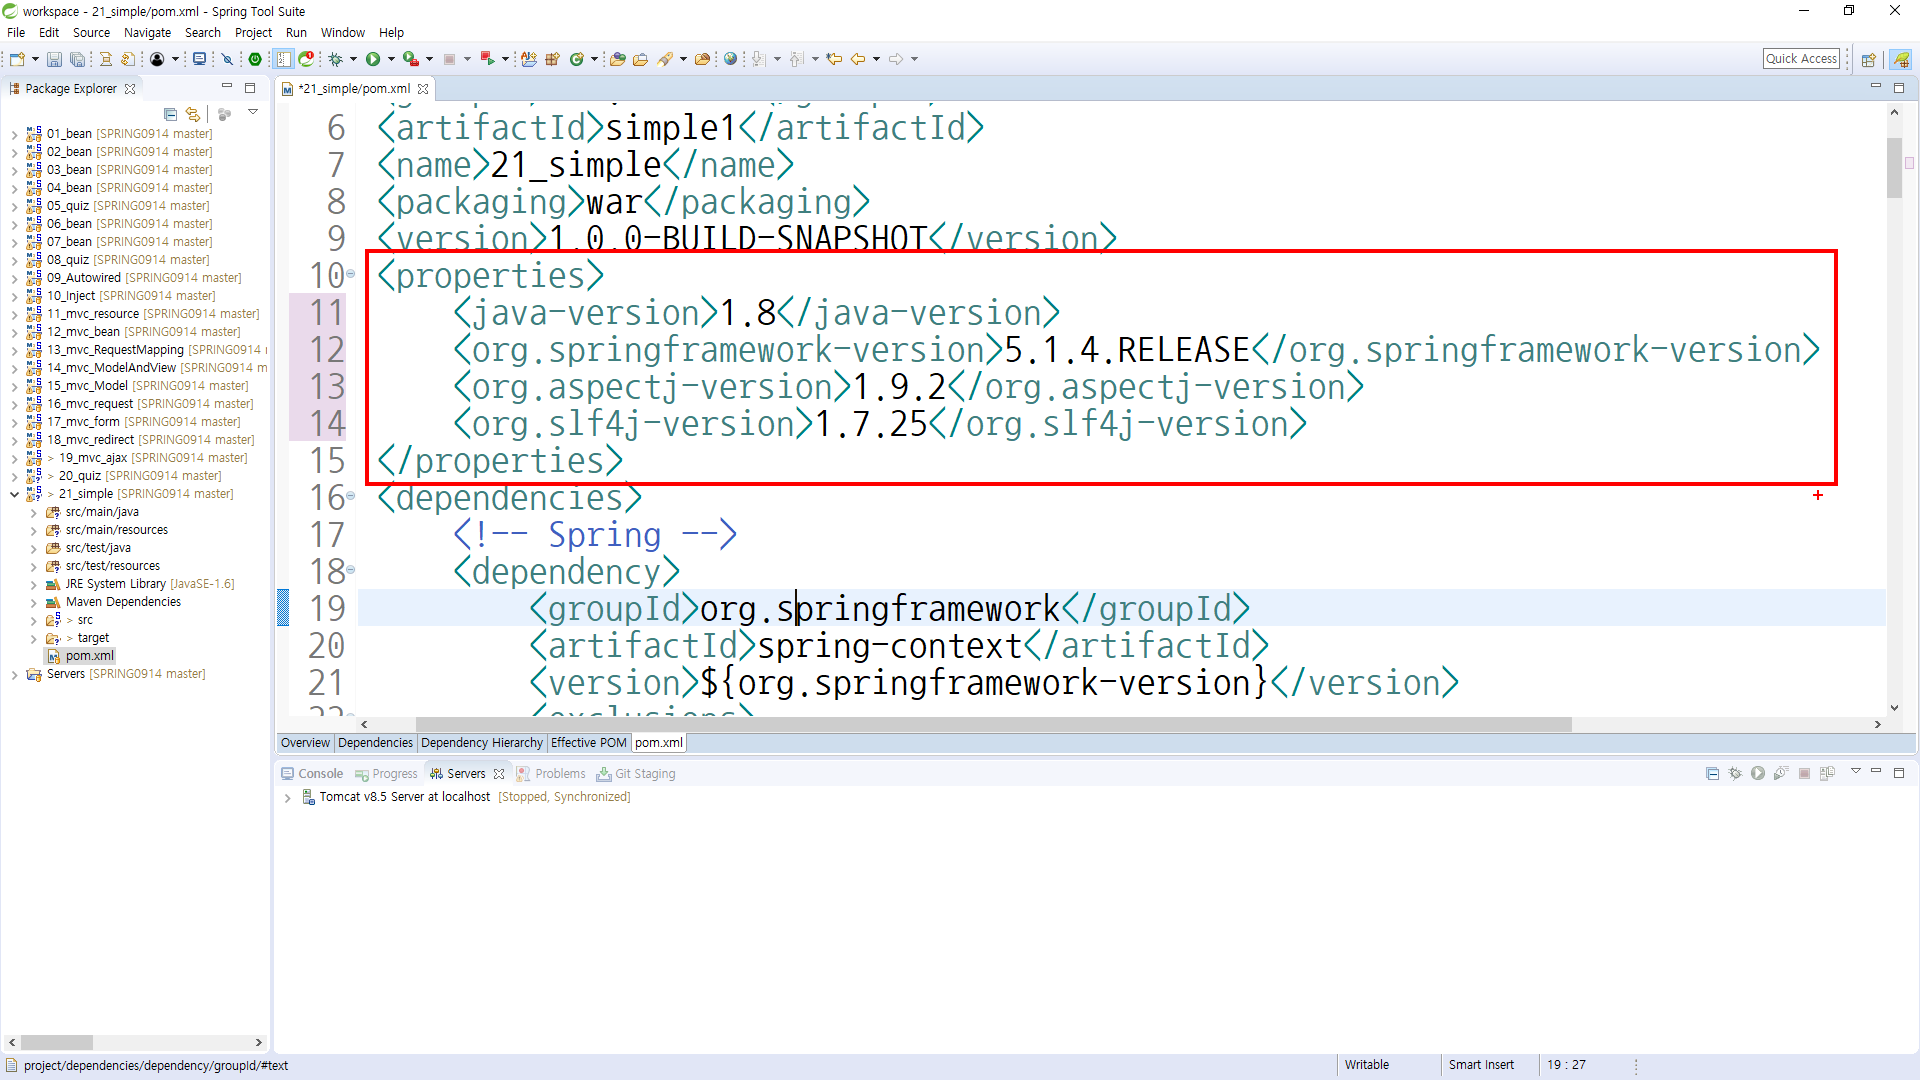 workspace - 21_simple/pom.xml - Spring Tool Suite
File Edit Source Navigate Search Project Run Window Help
Quick Access
Package Explorer
*21_simple/pom.xml
01_bean [SPRING0914 master]
02_bean [SPRING0914 master]
03_bean [SPRING0914 master]
04_bean [SPRING0914 master]
05_quiz [SPRING0914 master]
06_bean [SPRING0914 master]
07_bean [SPRING0914 master]
08_quiz [SPRING0914 master]
09_Autowired [SPRING0914 master]
10_Inject [SPRING0914 master]
11_mvc_resource [SPRING0914 master]
12_mvc_bean [SPRING0914 master]
13_mvc_RequestMapping [SPRING0914
14_mvc_ModelAndView [SPRING0914 m
15_mvc_Model [SPRING0914 master]
16_mvc_request [SPRING0914 master]
17_mvc_form [SPRING0914 master]
18_mvc_redirect [SPRING0914 master]
> 19_mvc_ajax [SPRING0914 master]
> 20_quiz [SPRING0914 master]
> 21_simple [SPRING0914 master]
src/main/java
src/main/resources
src/test/java
src/test/resources
JRE System Library [JavaSE-1.6]
Maven Dependencies
> src
> target
pom.xml
Servers [SPRING0914 master]
6 <artifactId>simple1</artifactId>
7 <name>21_simple</name>
8 <packaging>war</packaging>
9 <version>1.0.0-BUILD-SNAPSHOT</version>
10 <properties>
11 <java-version>1.8</java-version>
12 <org.springframework-version>5.1.4.RELEASE</org.springframework-version>
13 <org.aspectj-version>1.9.2</org.aspectj-version>
14 <org.slf4j-version>1.7.25</org.slf4j-version>
15 </properties>
16 <dependencies>
17 <!-- Spring -->
18 <dependency>
19 <groupId>org.springframework</groupId>
20 <artifactId>spring-context</artifactId>
21 <version>${org.springframework-version}</version>
22 <exclusions>
Overview Dependencies Dependency Hierarchy Effective POM pom.xml
Console Progress Servers Problems Git Staging
Tomcat v8.5 Server at localhost [Stopped, Synchronized]
project/dependencies/dependency/groupId/#text
Writable Smart Insert 19 : 27